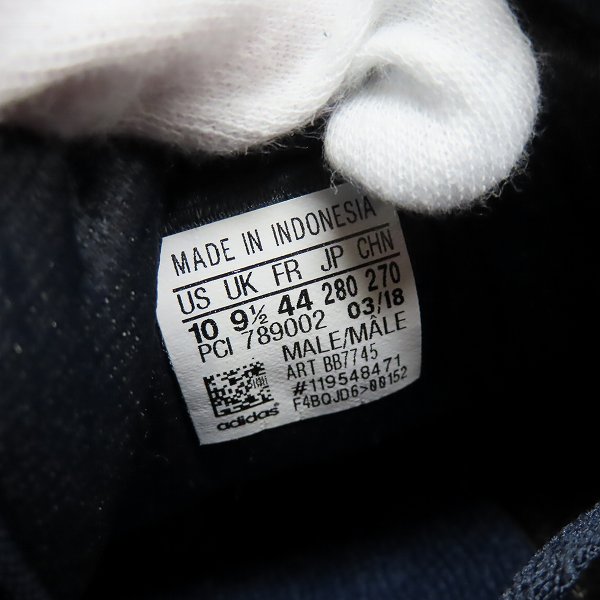 MADE IN INDONESIA
US UK FR JP CHN
10 9½ 44 280 270
PCI 789002 03/18
MALE/MÂLE
ART BB7745
#119548471
F4BQJD6>00152
adidas